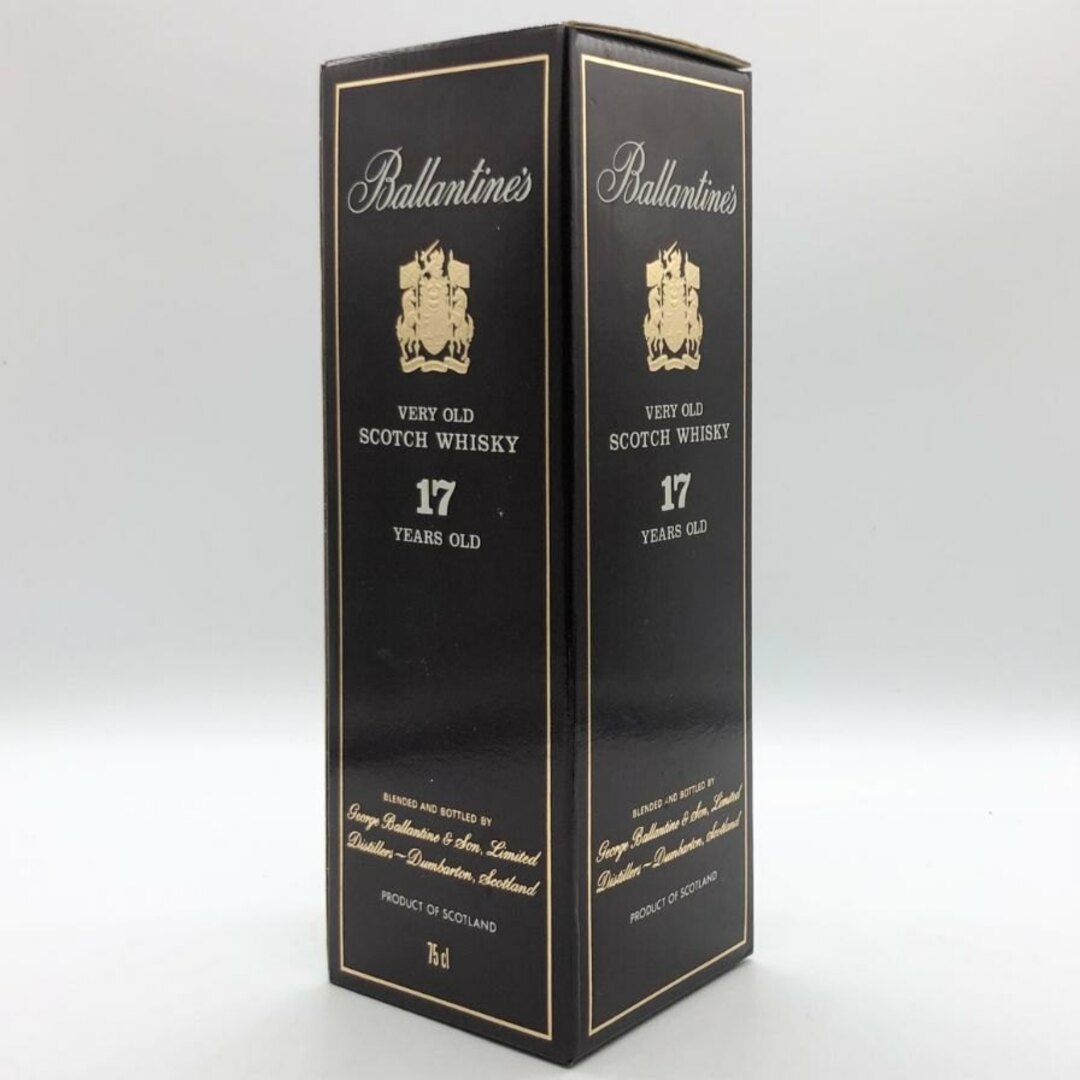 Ballantine's
VERY OLD
SCOTCH WHISKY
17
YEARS OLD
BLENDED AND BOTTLED BY
George Ballantine & Son, Limited
Distillers~Dumbarton, Scotland
PRODUCT OF SCOTLAND
75 cl
Ballantine's
VERY OLD
SCOTCH WHISKY
17
YEARS OLD
BLENDED AND BOTTLED BY
George Ballantine & Son, Limited
Distillers~Dumbarton, Scotland
PRODUCT OF SCOTLAND